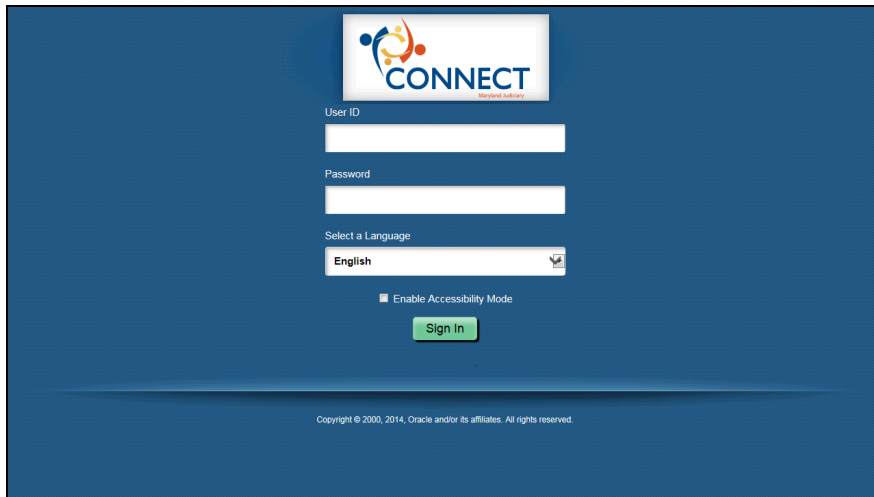 CONNECT
Maryland Judiciary
User ID
Password
Select a Language
English
Enable Accessibility Mode
Sign In
Copyright © 2000, 2014, Oracle and/or its affiliates. All rights reserved.